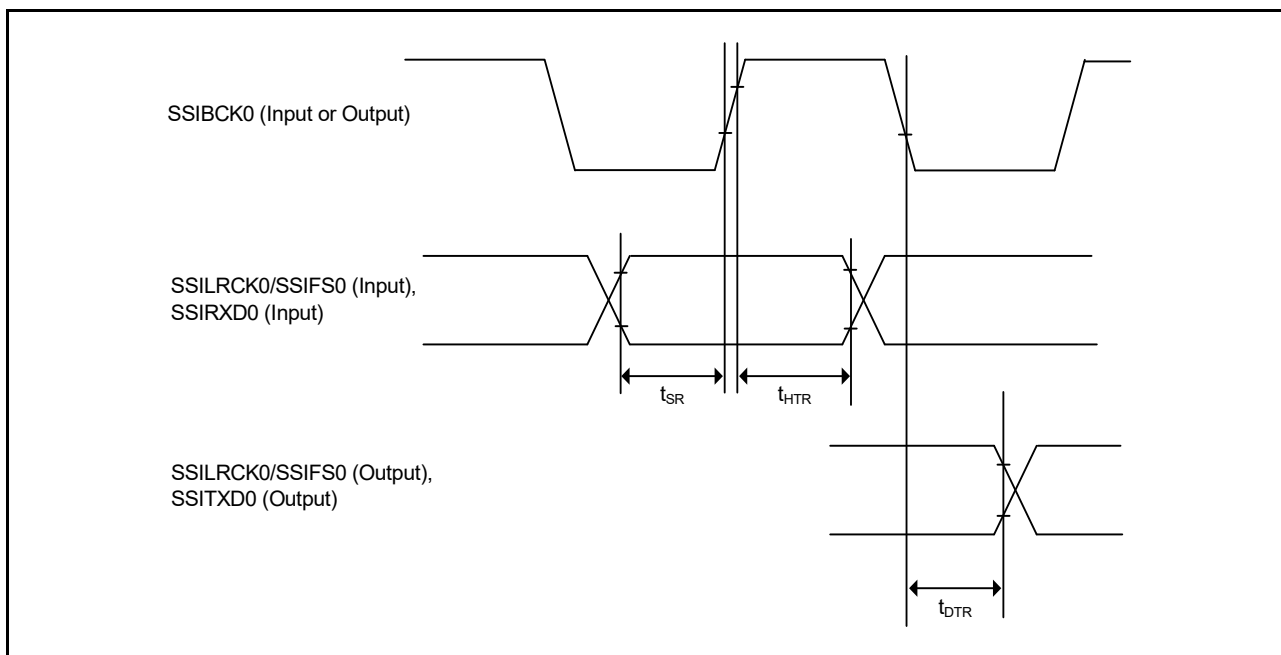 SSIBCK0 (Input or Output)
SSILRCK0/SSIFS0 (Input),
SSIRXD0 (Input)
tSR
tHTR
SSILRCK0/SSIFS0 (Output),
SSITXD0 (Output)
tDTR